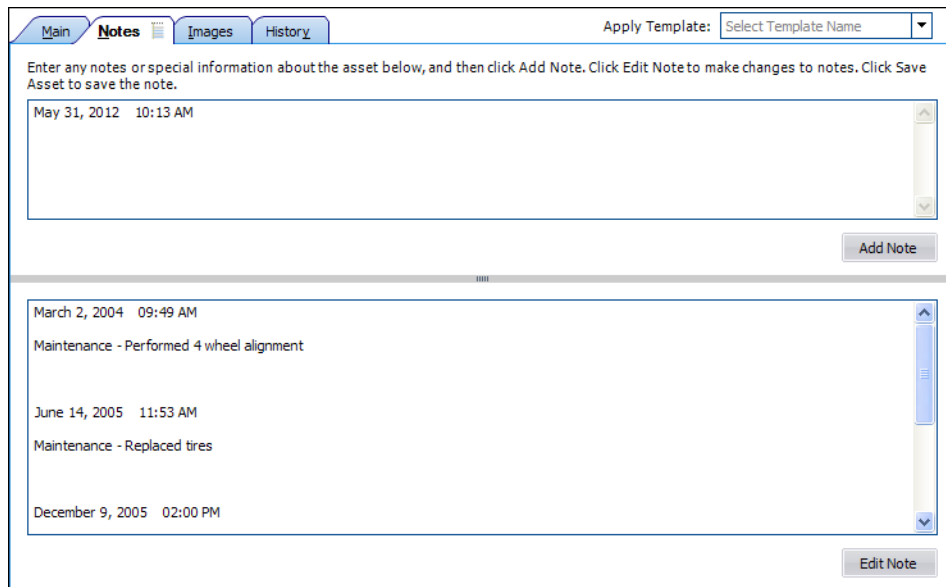 Main Notes Images History Apply Template: Select Template Name
Enter any notes or special information about the asset below, and then click Add Note. Click Edit Note to make changes to notes. Click Save
Asset to save the note.
May 31, 2012 10:13 AM
Add Note
March 2, 2004 09:49 AM
Maintenance - Performed 4 wheel alignment
June 14, 2005 11:53 AM
Maintenance - Replaced tires
December 9, 2005 02:00 PM
Edit Note